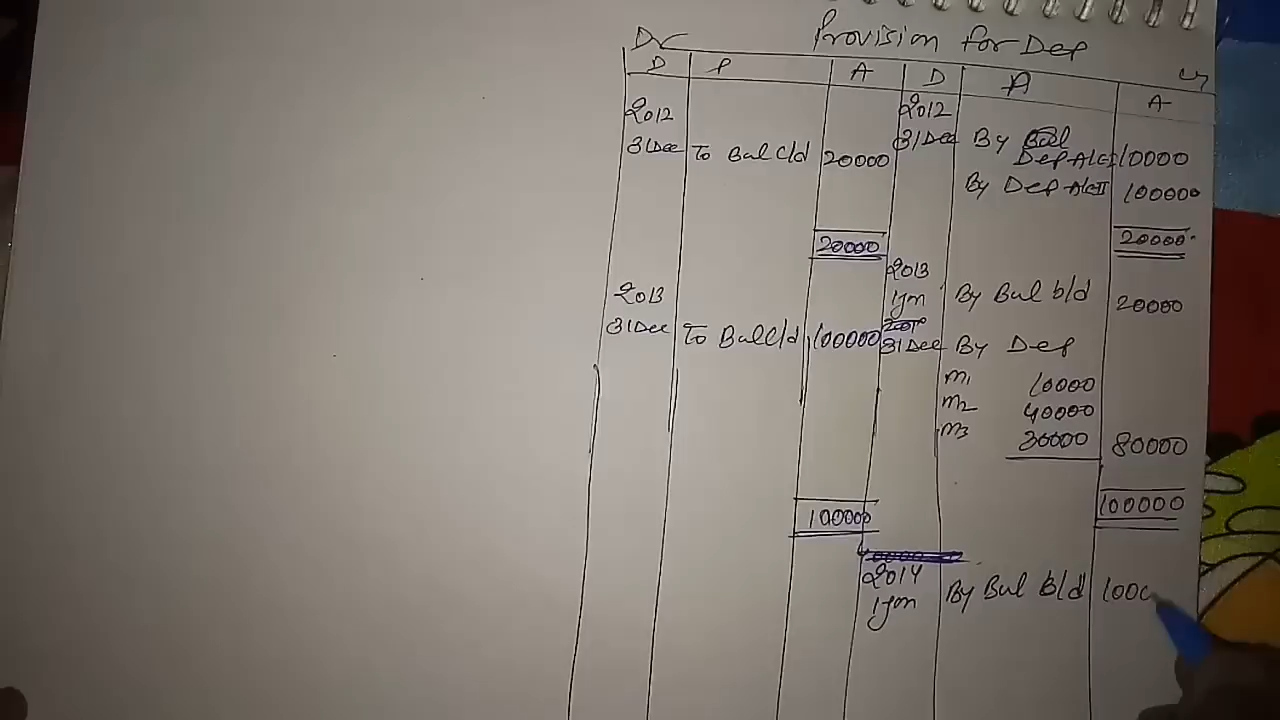 Dr Provision for Dep Cr
D P A D P A
2012 2012
31Dec To Bal C/d 20000 31Dec By Dep A/c I 10000
By Dep A/c II 100000
20000 20000
2013 2013
1Jan By Bal b/d 20000
31Dec To Bal C/d 100000 31Dec By Dep
M1 10000
M2 40000
M3 30000 80000
100000 100000
2014
1Jan By Bal b/d 1000